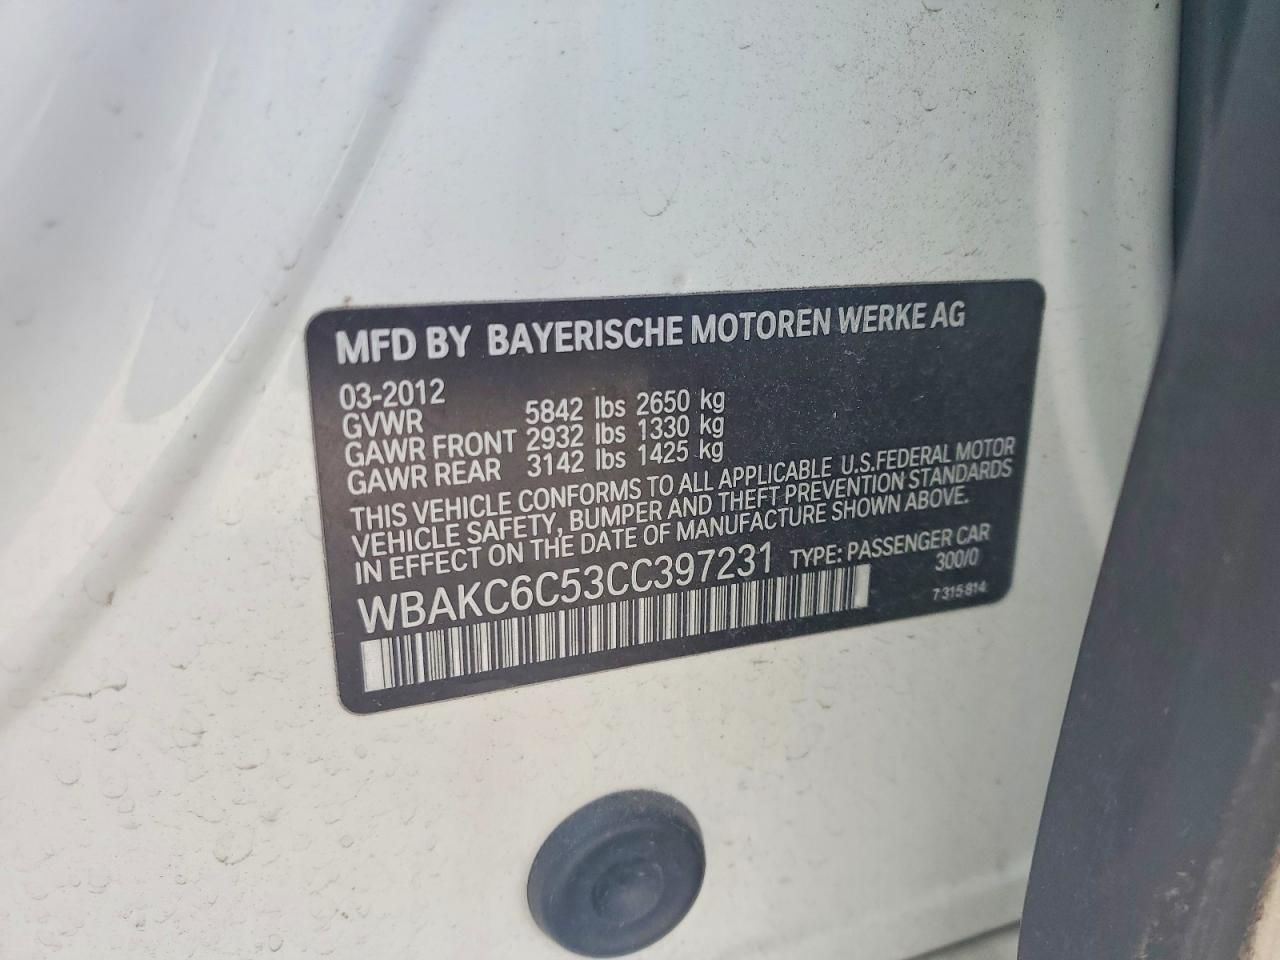 MFD BY BAYERISCHE MOTOREN WERKE AG
03-2012
GVWR 5842 lbs 2650 kg
GAWR FRONT 2932 lbs 1330 kg
GAWR REAR 3142 lbs 1425 kg
THIS VEHICLE CONFORMS TO ALL APPLICABLE U.S.FEDERAL MOTOR
VEHICLE SAFETY, BUMPER AND THEFT PREVENTION STANDARDS
IN EFFECT ON THE DATE OF MANUFACTURE SHOWN ABOVE.
WBAKC6C53CC397231 TYPE: PASSENGER CAR
300/0
7 315 814